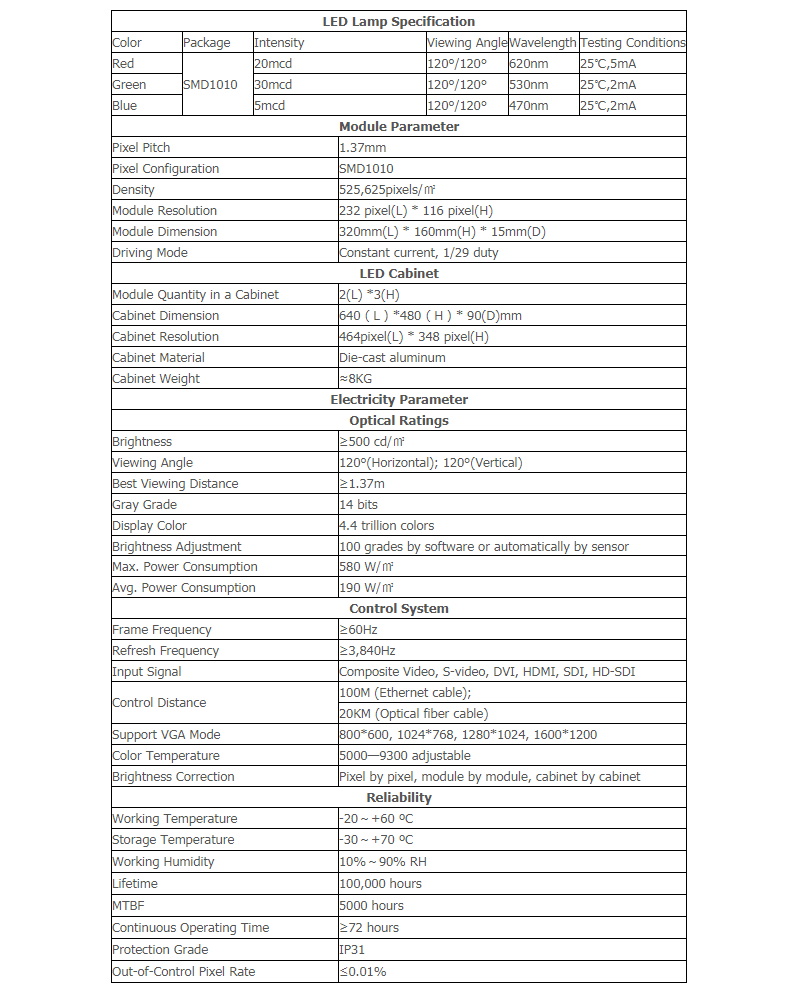 LED Lamp Specification
Color Package Intensity Viewing Angle Wavelength Testing Conditions
Red SMD1010 20mcd 120°/120° 620nm 25℃,5mA
Green 30mcd 120°/120° 530nm 25℃,2mA
Blue 5mcd 120°/120° 470nm 25℃,2mA
Module Parameter
Pixel Pitch 1.37mm
Pixel Configuration SMD1010
Density 525,625pixels/㎡
Module Resolution 232 pixel(L) * 116 pixel(H)
Module Dimension 320mm(L) * 160mm(H) * 15mm(D)
Driving Mode Constant current, 1/29 duty
LED Cabinet
Module Quantity in a Cabinet 2(L) *3(H)
Cabinet Dimension 640 ( L ) *480 ( H ) * 90(D)mm
Cabinet Resolution 464pixel(L) * 348 pixel(H)
Cabinet Material Die-cast aluminum
Cabinet Weight ≈8KG
Electricity Parameter
Optical Ratings
Brightness ≥500 cd/㎡
Viewing Angle 120°(Horizontal); 120°(Vertical)
Best Viewing Distance ≥1.37m
Gray Grade 14 bits
Display Color 4.4 trillion colors
Brightness Adjustment 100 grades by software or automatically by sensor
Max. Power Consumption 580 W/㎡
Avg. Power Consumption 190 W/㎡
Control System
Frame Frequency ≥60Hz
Refresh Frequency ≥3,840Hz
Input Signal Composite Video, S-video, DVI, HDMI, SDI, HD-SDI
Control Distance 100M (Ethernet cable);
20KM (Optical fiber cable)
Support VGA Mode 800*600, 1024*768, 1280*1024, 1600*1200
Color Temperature 5000—9300 adjustable
Brightness Correction Pixel by pixel, module by module, cabinet by cabinet
Reliability
Working Temperature -20～+60 ºC
Storage Temperature -30～+70 ºC
Working Humidity 10%～90% RH
Lifetime 100,000 hours
MTBF 5000 hours
Continuous Operating Time ≥72 hours
Protection Grade IP31
Out-of-Control Pixel Rate ≤0.01%